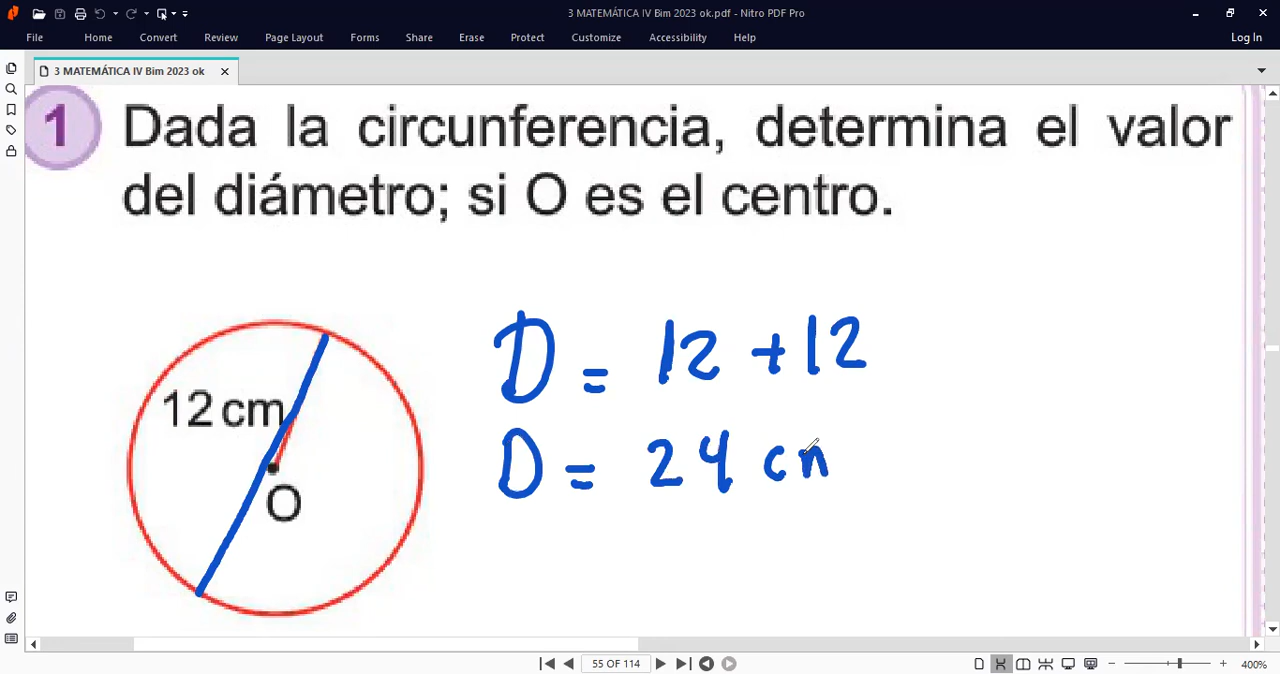 3 MATEMÁTICA IV Bim 2023 ok.pdf - Nitro PDF Pro
File Home Convert Review Page Layout Forms Share Erase Protect Customize Accessibility Help Log In
3 MATEMÁTICA IV Bim 2023 ok
1 Dada la circunferencia, determina el valor
del diámetro; si O es el centro.
12 cm
O
D = 12 + 12
D = 24 cn
55 OF 114
400%